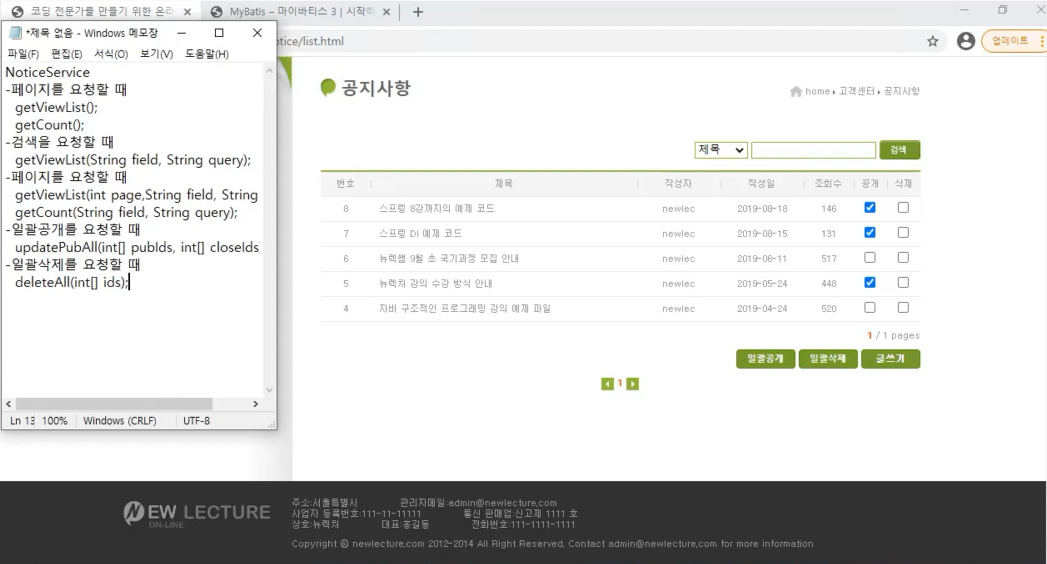 코딩 전문가를 만들기 위한 온라
MyBatis – 마이바티스 3 | 시작하
*제목 없음 - Windows 메모장
파일(F) 편집(E) 서식(O) 보기(V) 도움말(H)
NoticeService
-페이지를 요청할 때
getViewList();
getCount();
-검색을 요청할 때
getViewList(String field, String query);
-페이지를 요청할 때
getViewList(int page,String field, String
getCount(String field, String query);
-일괄공개를 요청할 때
updatePubAll(int[] pubIds, int[] closeIds
-일괄삭제를 요청할 때
deleteAll(int[] ids);
Ln 13 100% Windows (CRLF) UTF-8
otice/list.html
업데이트
공지사항
home 고객센터 공지사항
제목 검색
번호 제목 작성자 작성일 조회수 공개 삭제
8 스프링 8강까지의 예제 코드 newlec 2019-08-18 146
7 스프링 DI 예제 코드 newlec 2019-08-15 131
6 뉴렉쌤 9월 초 국기과정 모집 안내 newlec 2019-06-11 517
5 뉴렉처 강의 수강 방식 안내 newlec 2019-05-24 448
4 자바 구조적인 프로그래밍 강의 예제 파일 newlec 2019-04-24 520
1 / 1 pages
일괄공개 일괄삭제 글쓰기
1
NEW LECTURE
ON-LINE
주소:서울특별시 관리자메일:admin@newlecture.com
사업자 등록번호:111-11-11111 통신 판매업:신고제 1111 호
상호:뉴렉처 대표:홍길동 전화번호:111-1111-1111
Copyright ⓒ newlecture.com 2012-2014 All Right Reserved. Contact admin@newlecture.com for more information